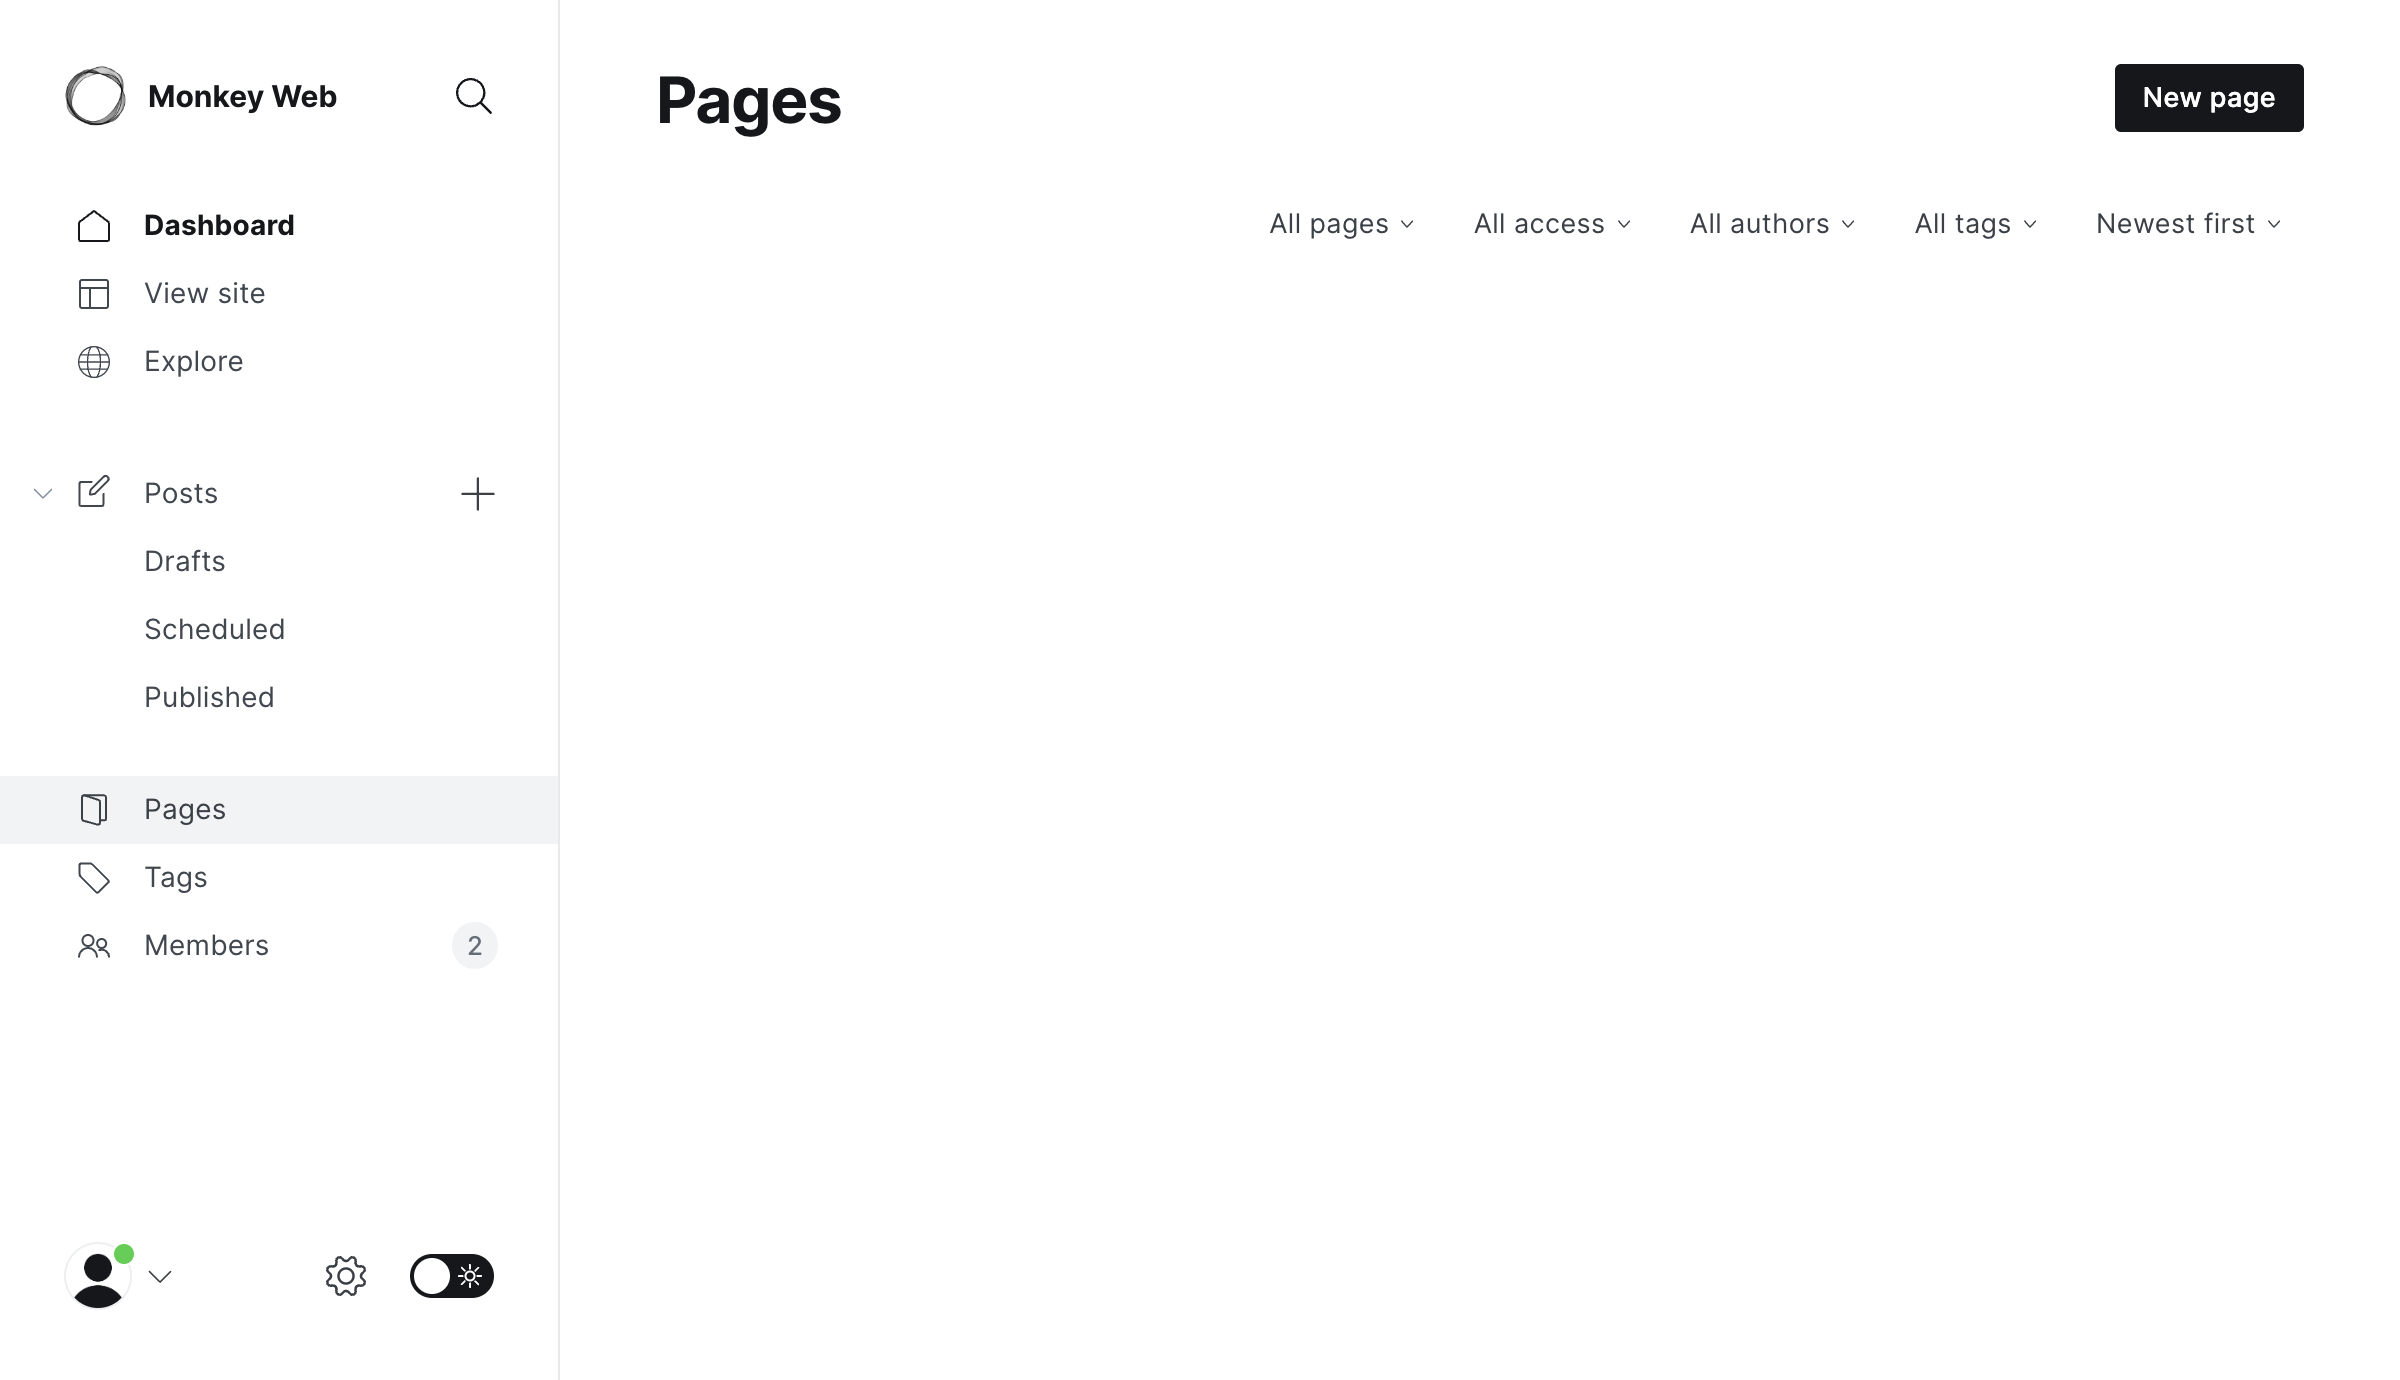 Monkey Web
Dashboard
View site
Explore
Posts
Drafts
Scheduled
Published
Pages
Tags
Members 2
Pages
New page
All pages All access All authors All tags Newest first